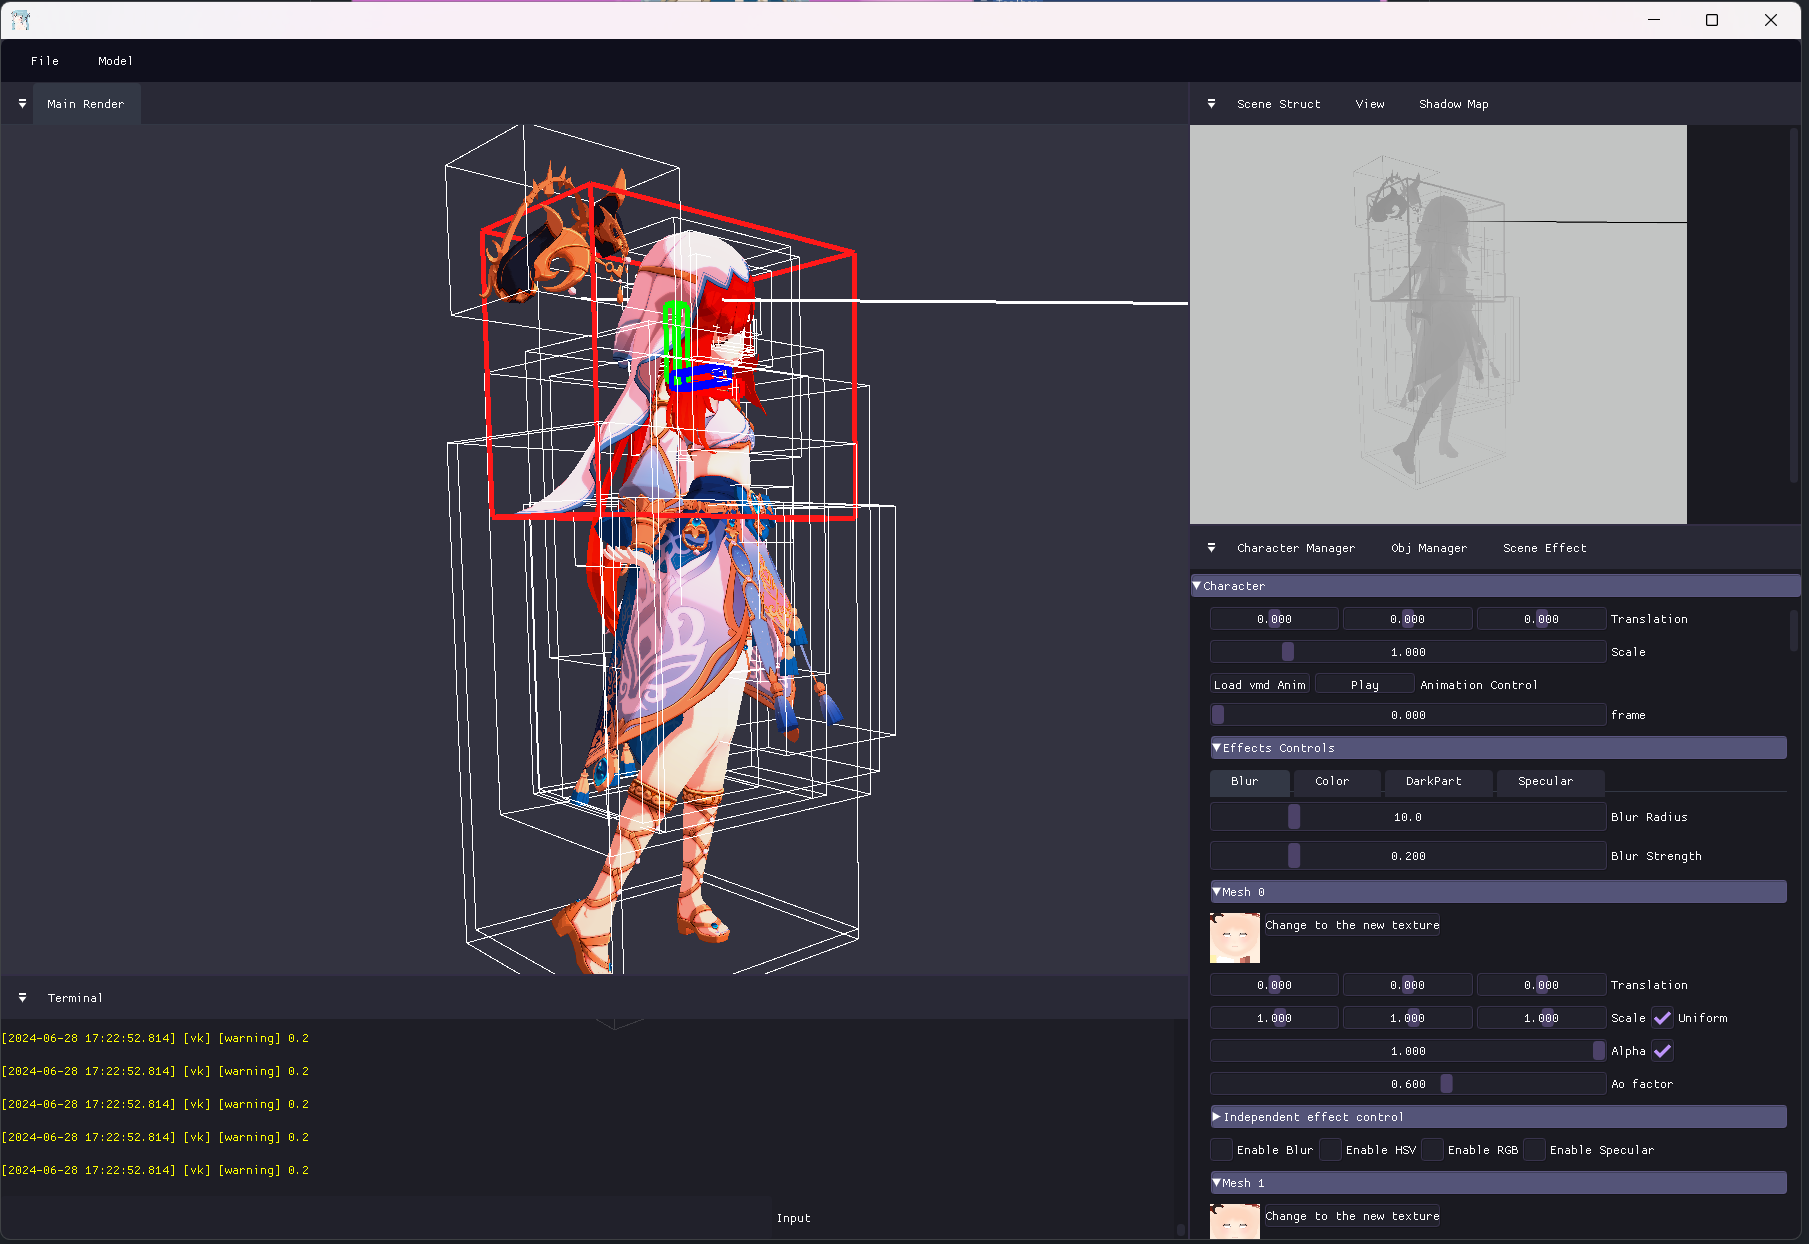 File Model
Main Render
Scene Struct View Shadow Map
Character Manager Obj Manager Scene Effect
Character
0.000 0.000 0.000 Translation
1.000 Scale
Load vmd Anim Play Animation Control
0.000 frame
Effects Controls
Blur Color DarkPart Specular
10.0 Blur Radius
0.200 Blur Strength
Mesh 0
Change to the new texture
0.000 0.000 0.000 Translation
1.000 1.000 1.000 Scale Uniform
1.000 Alpha
0.600 Ao factor
Independent effect control
Enable Blur Enable HSV Enable RGB Enable Specular
Mesh 1
Change to the new texture
Terminal
[2024-06-28 17:22:52.814] [vk] [warning] 0.2
[2024-06-28 17:22:52.814] [vk] [warning] 0.2
[2024-06-28 17:22:52.814] [vk] [warning] 0.2
[2024-06-28 17:22:52.814] [vk] [warning] 0.2
[2024-06-28 17:22:52.814] [vk] [warning] 0.2
Input